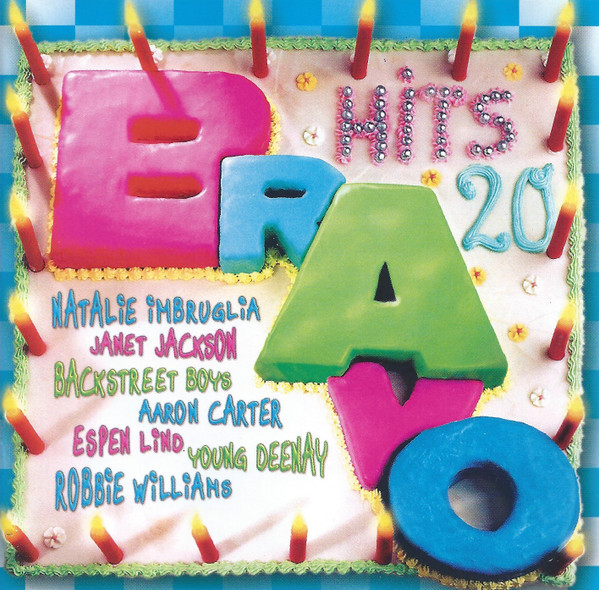 BRAVO
HiTS
20
NATALiE iMBRUGLiA
JANET JACKSON
BACKSTREET BOYS
AARON CARTER
ESPEN LiND
YOUNG DEENAY
ROBBiE WiLLiAMS